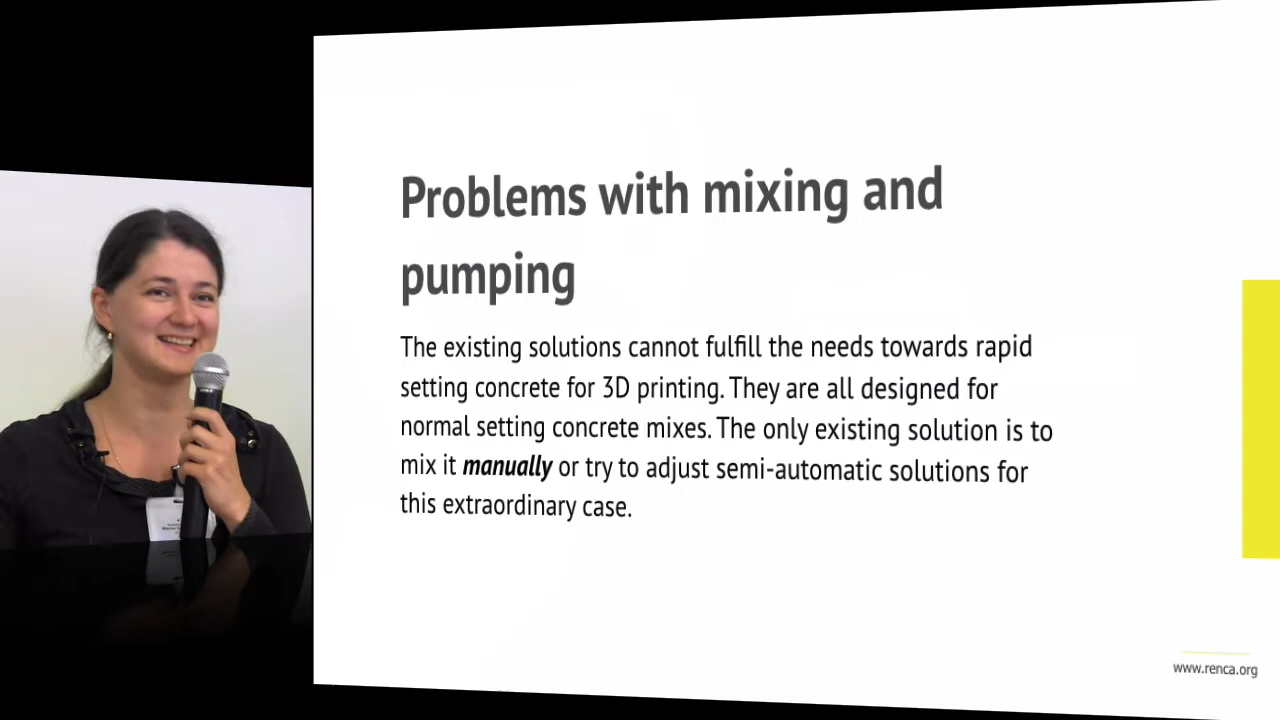 Problems with mixing and
pumping
The existing solutions cannot fulfill the needs towards rapid
setting concrete for 3D printing. They are all designed for
normal setting concrete mixes. The only existing solution is to
mix it manually or try to adjust semi-automatic solutions for
this extraordinary case.
www.renca.org